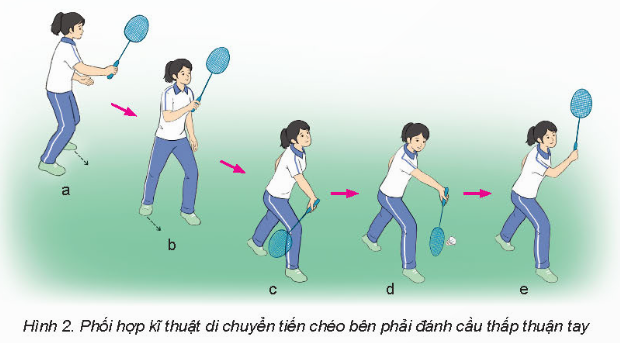 a
b
c
d
e
Hình 2. Phối hợp kĩ thuật di chuyển tiến chéo bên phải đánh cầu thấp thuận tay